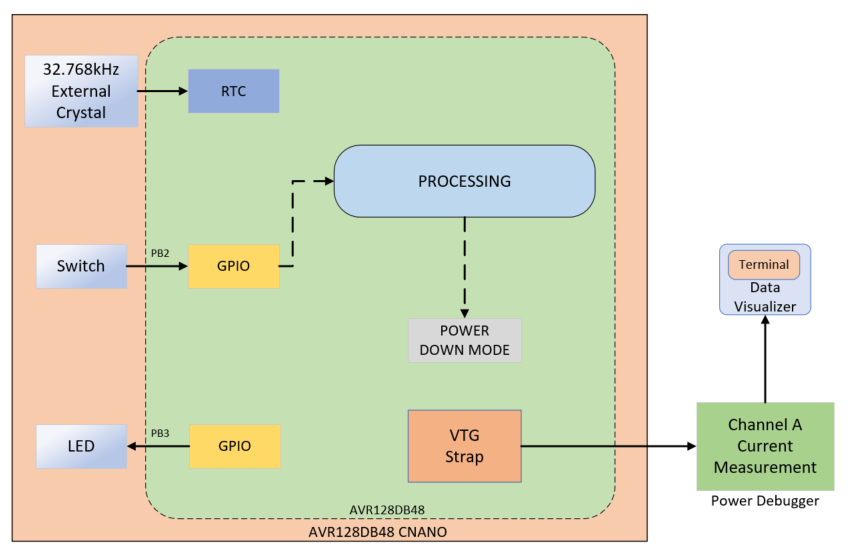 32.768kHz
External
Crystal
RTC
PROCESSING
Switch
PB2
GPIO
Terminal
Data
Visualizer
POWER
DOWN MODE
LED
PB3
GPIO
VTG
Strap
Channel A
Current
Measurement
Power Debugger
AVR128DB48
AVR128DB48 CNANO